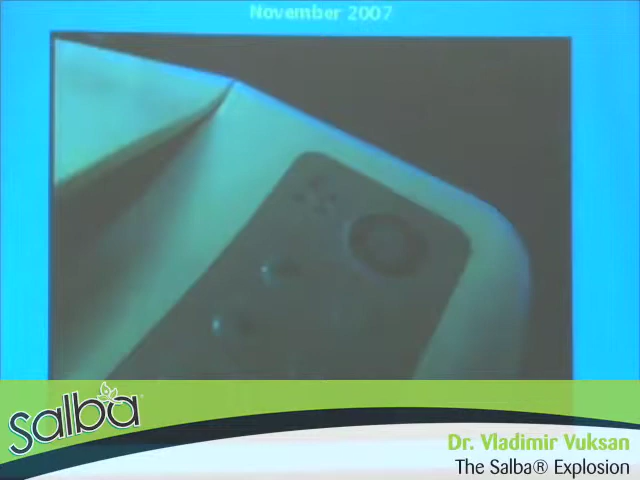 November 2007
salba
Dr. Vladimir Vuksan
The Salba® Explosion